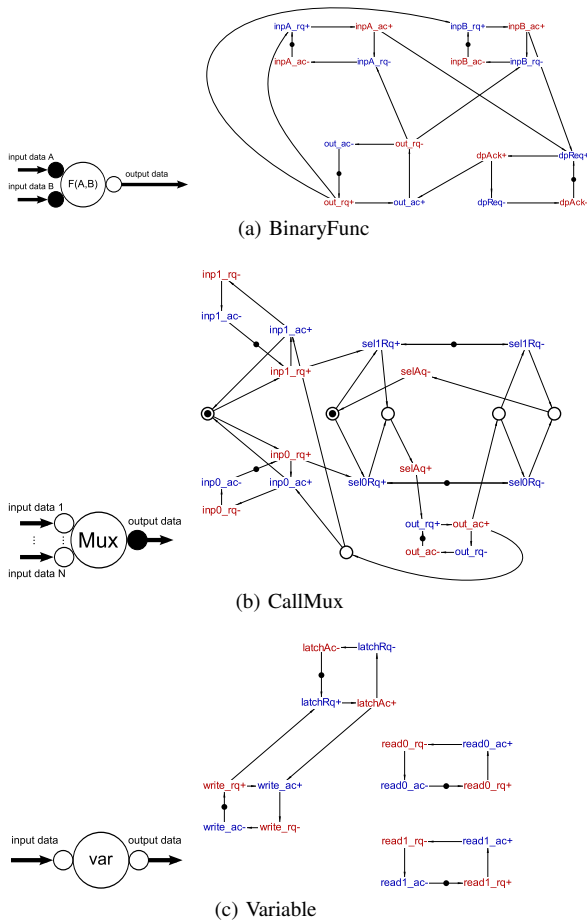 inpA_rq+ inpA_ac+ inpB_rq+ inpB_ac+
inpA_ac- inpA_rq- inpB_ac- inpB_rq-
out_ac- out_rq- dpAck+ dpReq+
input data A
F(A,B)
output data
input data B
out_rq+ out_ac+ dpReq- dpAck-
(a) BinaryFunc
inp1_rq-
inp1_ac- inp1_ac+
sel1Rq+ sel1Rq-
inp1_rq+ selAq-
inp0_rq+
selAq+
inp0_ac- inp0_ac+ sel0Rq+ sel0Rq-
inp0_rq-
out_rq+ out_ac+
out_ac- out_rq-
input data 1
output data
Mux
input data N
(b) CallMux
latchAc- latchRq-
latchRq+ latchAc+
read0_rq- read0_ac+
write_rq+ write_ac+ read0_ac- read0_rq+
write_ac- write_rq-
input data output data
var
read1_rq- read1_ac+
read1_ac- read1_rq+
(c) Variable